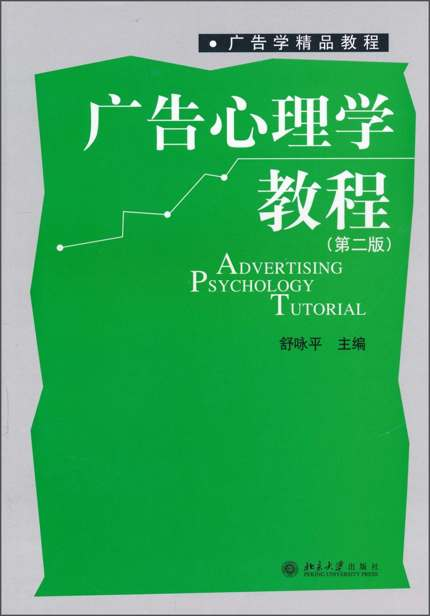 • 广告学精品教程
广告心理学
教程
(第二版)
ADVERTISING
PSYCHOLOGY
TUTORIAL
舒咏平 主编
北京大学出版社
PEKING UNIVERSITY PRESS